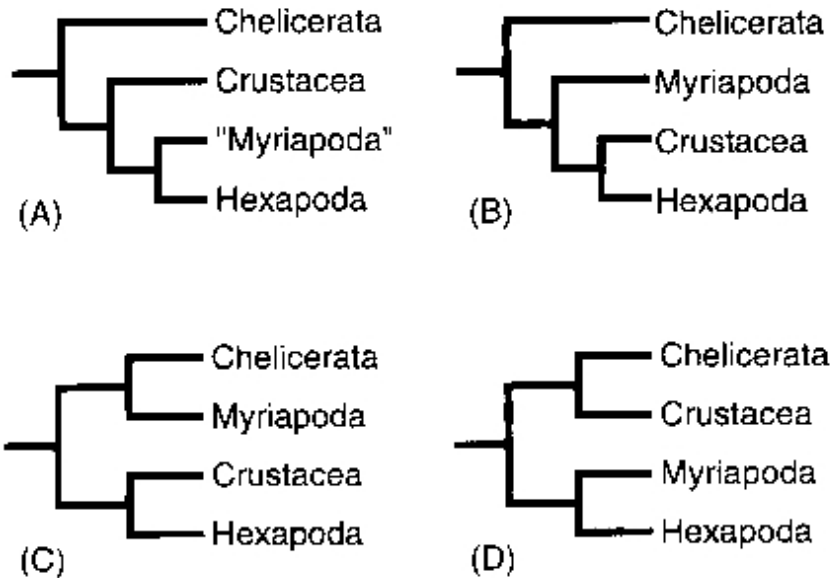 Chelicerata
Crustacea
"Myriapoda"
Hexapoda
(A)
Chelicerata
Myriapoda
Crustacea
Hexapoda
(B)
Chelicerata
Myriapoda
Crustacea
Hexapoda
(C)
Chelicerata
Crustacea
Myriapoda
Hexapoda
(D)